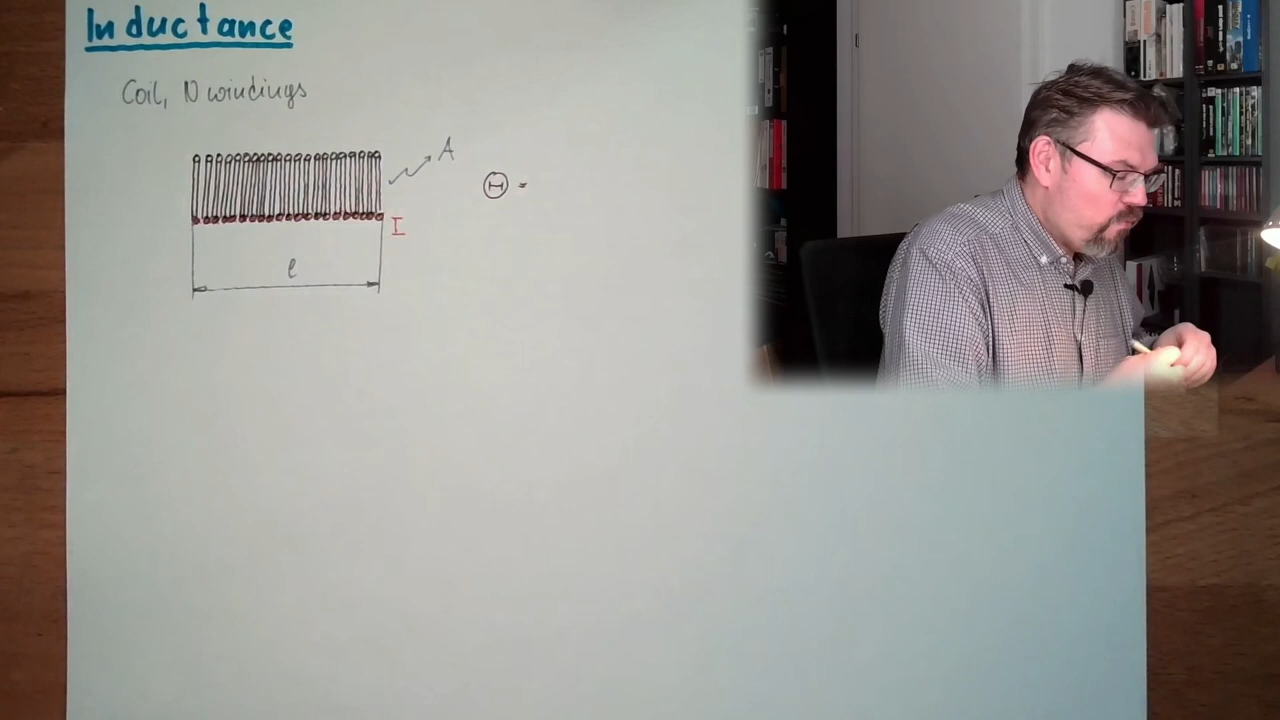 Inductance
Coil, N windings
A
Θ =
I
l